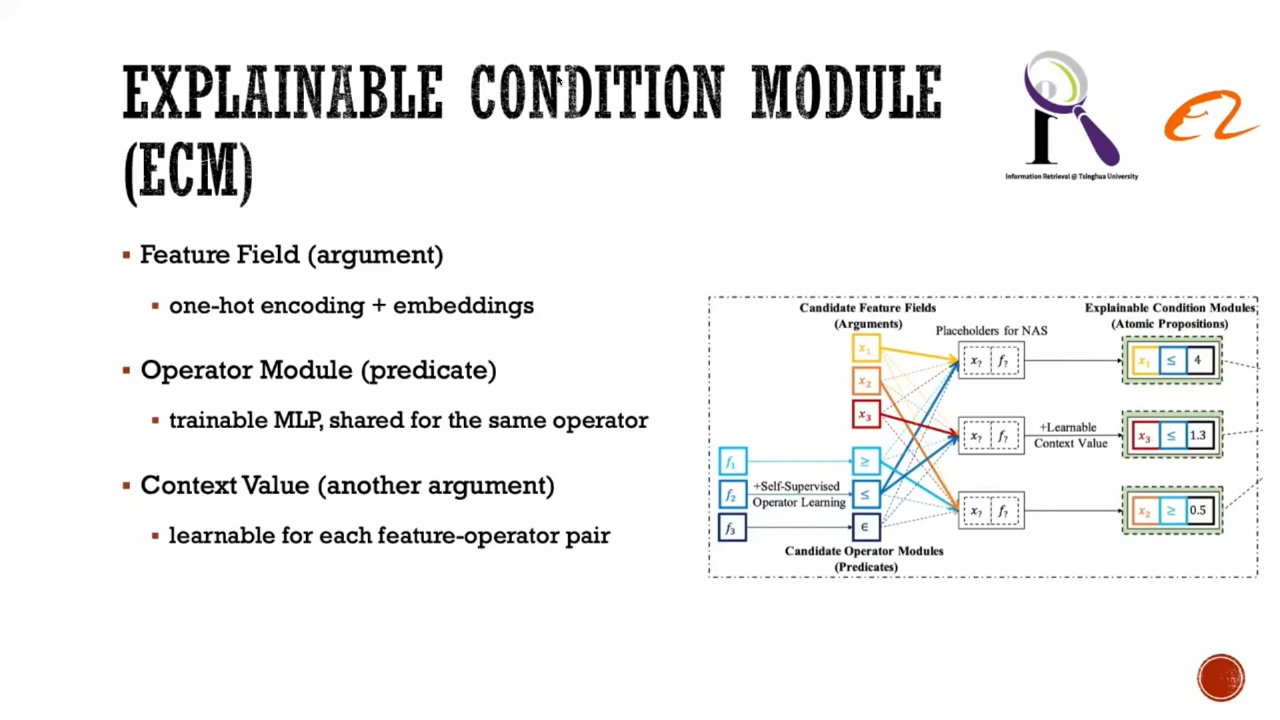 EXPLAINABLE CONDITION MODULE
(ECM)
Information Retrieval @ Tsinghua University
▪ Feature Field (argument)
▪ one-hot encoding + embeddings
▪ Operator Module (predicate)
▪ trainable MLP, shared for the same operator
▪ Context Value (another argument)
▪ learnable for each feature-operator pair
Candidate Feature Fields
(Arguments)
Placeholders for NAS
Explainable Condition Modules
(Atomic Propositions)
x₁
x₂
x₃
f₁
f₂
f₃
+Self-Supervised
Operator Learning
≥
≤
∈
Candidate Operator Modules
(Predicates)
x? f?
x? f?
x? f?
+Learnable
Context Value
x₁ ≤ 4
x₃ ≤ 1.3
x₂ ≥ 0.5